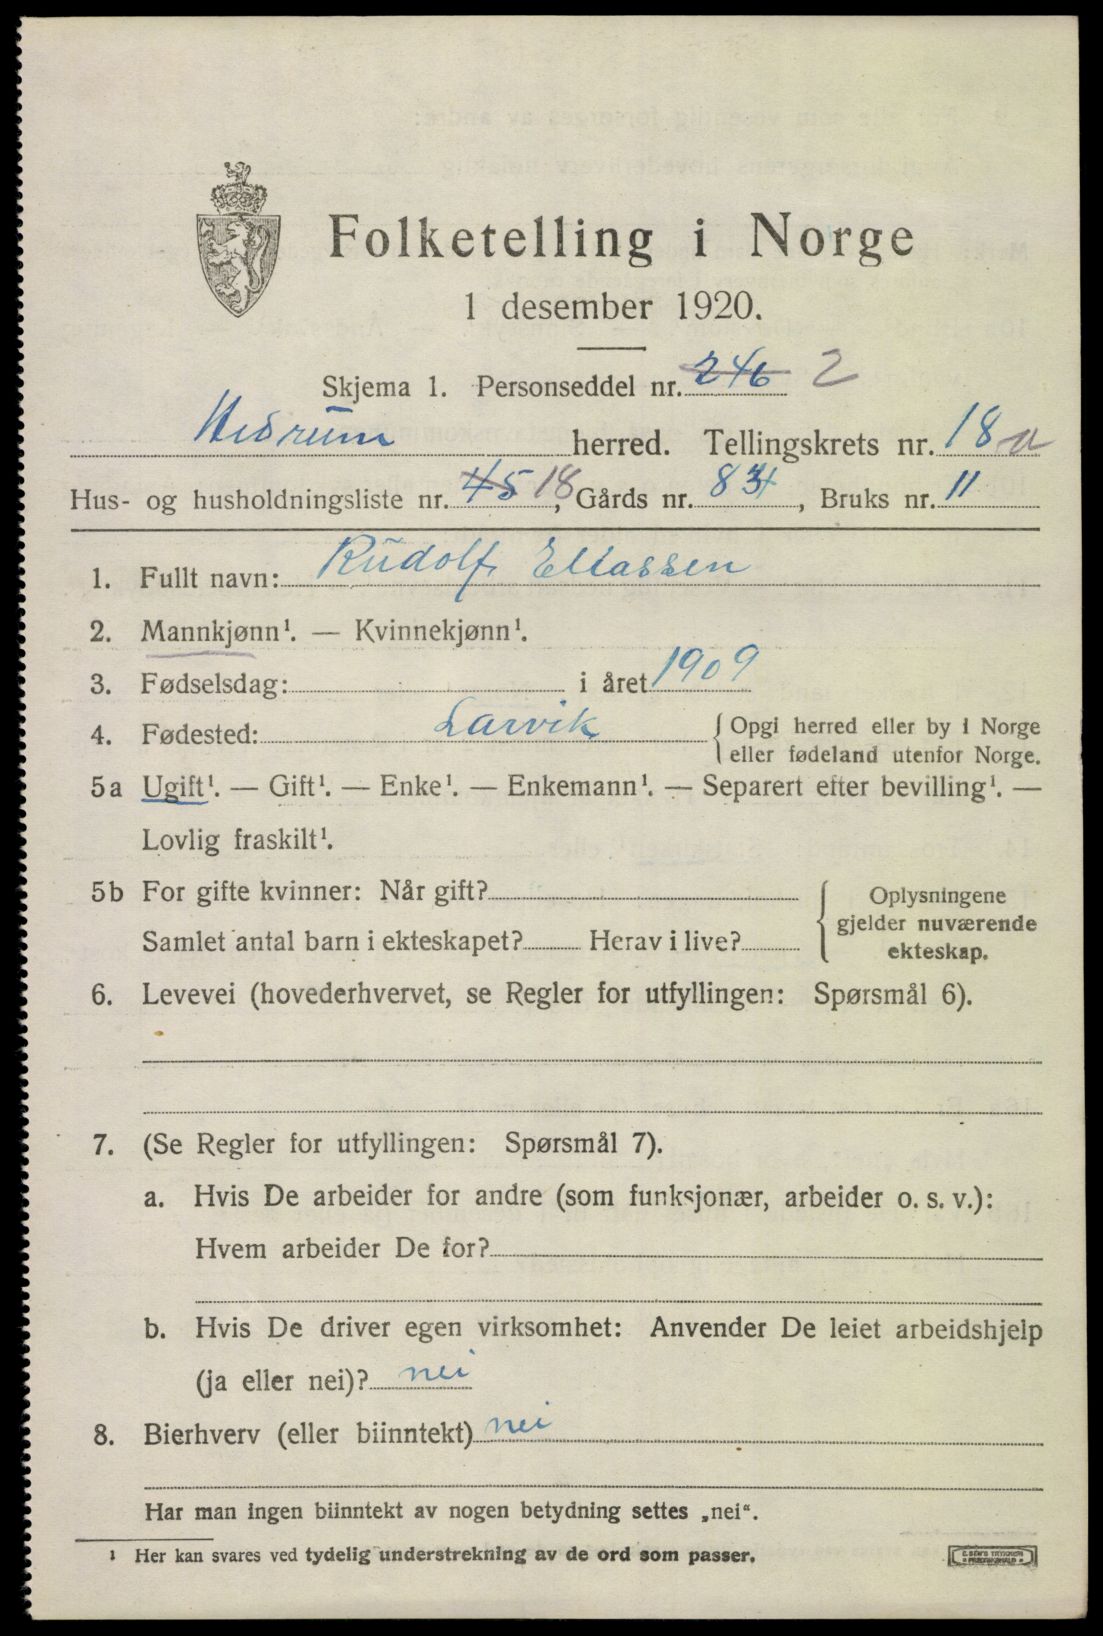 Folketelling i Norge
1 desember 1920.
Skjema 1. Personseddel nr. 246 2
Hedrum herred. Tellingskrets nr. 18 a
Hus- og husholdningsliste nr. 45 18, Gårds nr. 84, Bruks nr. 11
1. Fullt navn: Rudolf Eliassen
2. Mannkjønn¹. — Kvinnekjønn¹.
3. Fødselsdag: i året 1909
4. Fødested: Larvik { Opgi herred eller by i Norge
eller fødeland utenfor Norge.
5a Ugift¹. — Gift¹. — Enke¹. — Enkemann¹. — Separert efter bevilling¹. —
Lovlig fraskilt¹.
5b For gifte kvinner: Når gift?
Samlet antal barn i ekteskapet? Herav i live?
{ Oplysningene
gjelder nuværende
ekteskap.
6. Levevei (hovederhvervet, se Regler for utfyllingen: Spørsmål 6).
7. (Se Regler for utfyllingen: Spørsmål 7).
a. Hvis De arbeider for andre (som funksjonær, arbeider o. s. v.):
Hvem arbeider De for?
b. Hvis De driver egen virksomhet: Anvender De leiet arbeidshjelp
(ja eller nei)? nei
8. Bierhverv (eller biinntekt) nei
Har man ingen biinntekt av nogen betydning settes „nei“.
¹ Her kan svares ved tydelig understrekning av de ord som passer.